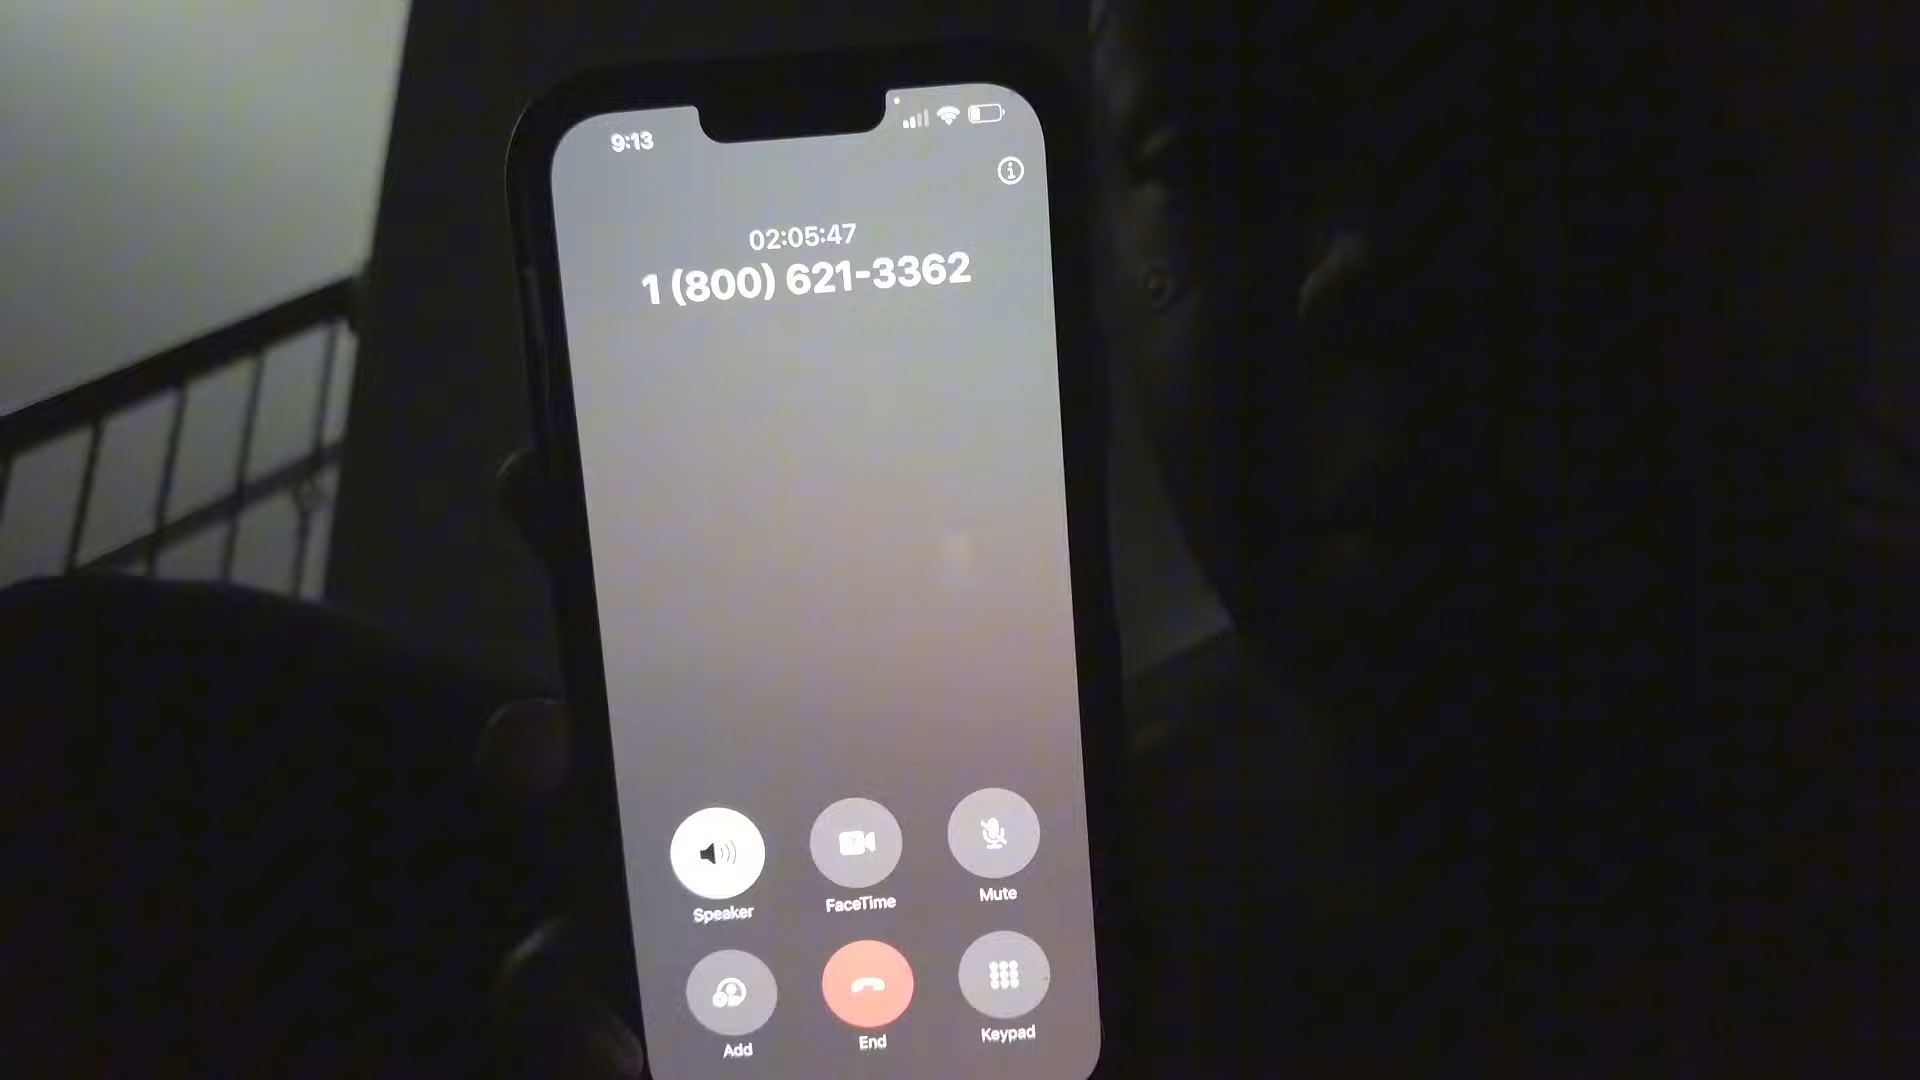 9:13
02:05:47
1 (800) 621-3362
Speaker
FaceTime
Mute
Add
End
Keypad